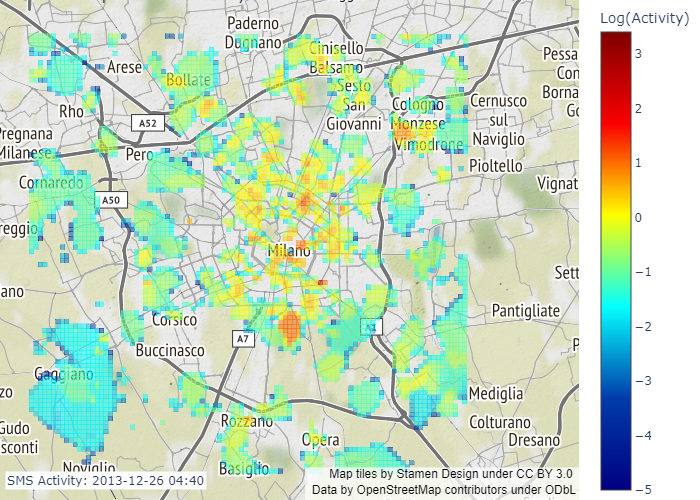 Log(Activity)
3
2
1
0
−1
−2
−3
−4
−5
Paderno
Dugnano
Cinisello
Balsamo
Arese
Bollate
Sesto
San
Giovanni
Pessa
Con
Borna
Go
Rho
Cologno
Monzese
Vimodrone
Cernusco
sul
Naviglio
A52
Pregnana
Milanese
Pero
Pioltello
Cornaredo
A50
Vignat
reggio
Milano
Sett
ano
Pantigliate
Corsico
A7
A1
Buccinasco
P
Gaggiano
zo
Mediglia
Rozzano
Colturano
Gudo
sconti
Opera
Dresano
Basiglio
Noviglio
SMS Activity: 2013-12-26 04:40
Map tiles by Stamen Design under CC BY 3.0
Data by OpenStreetMap contributors under ODbL